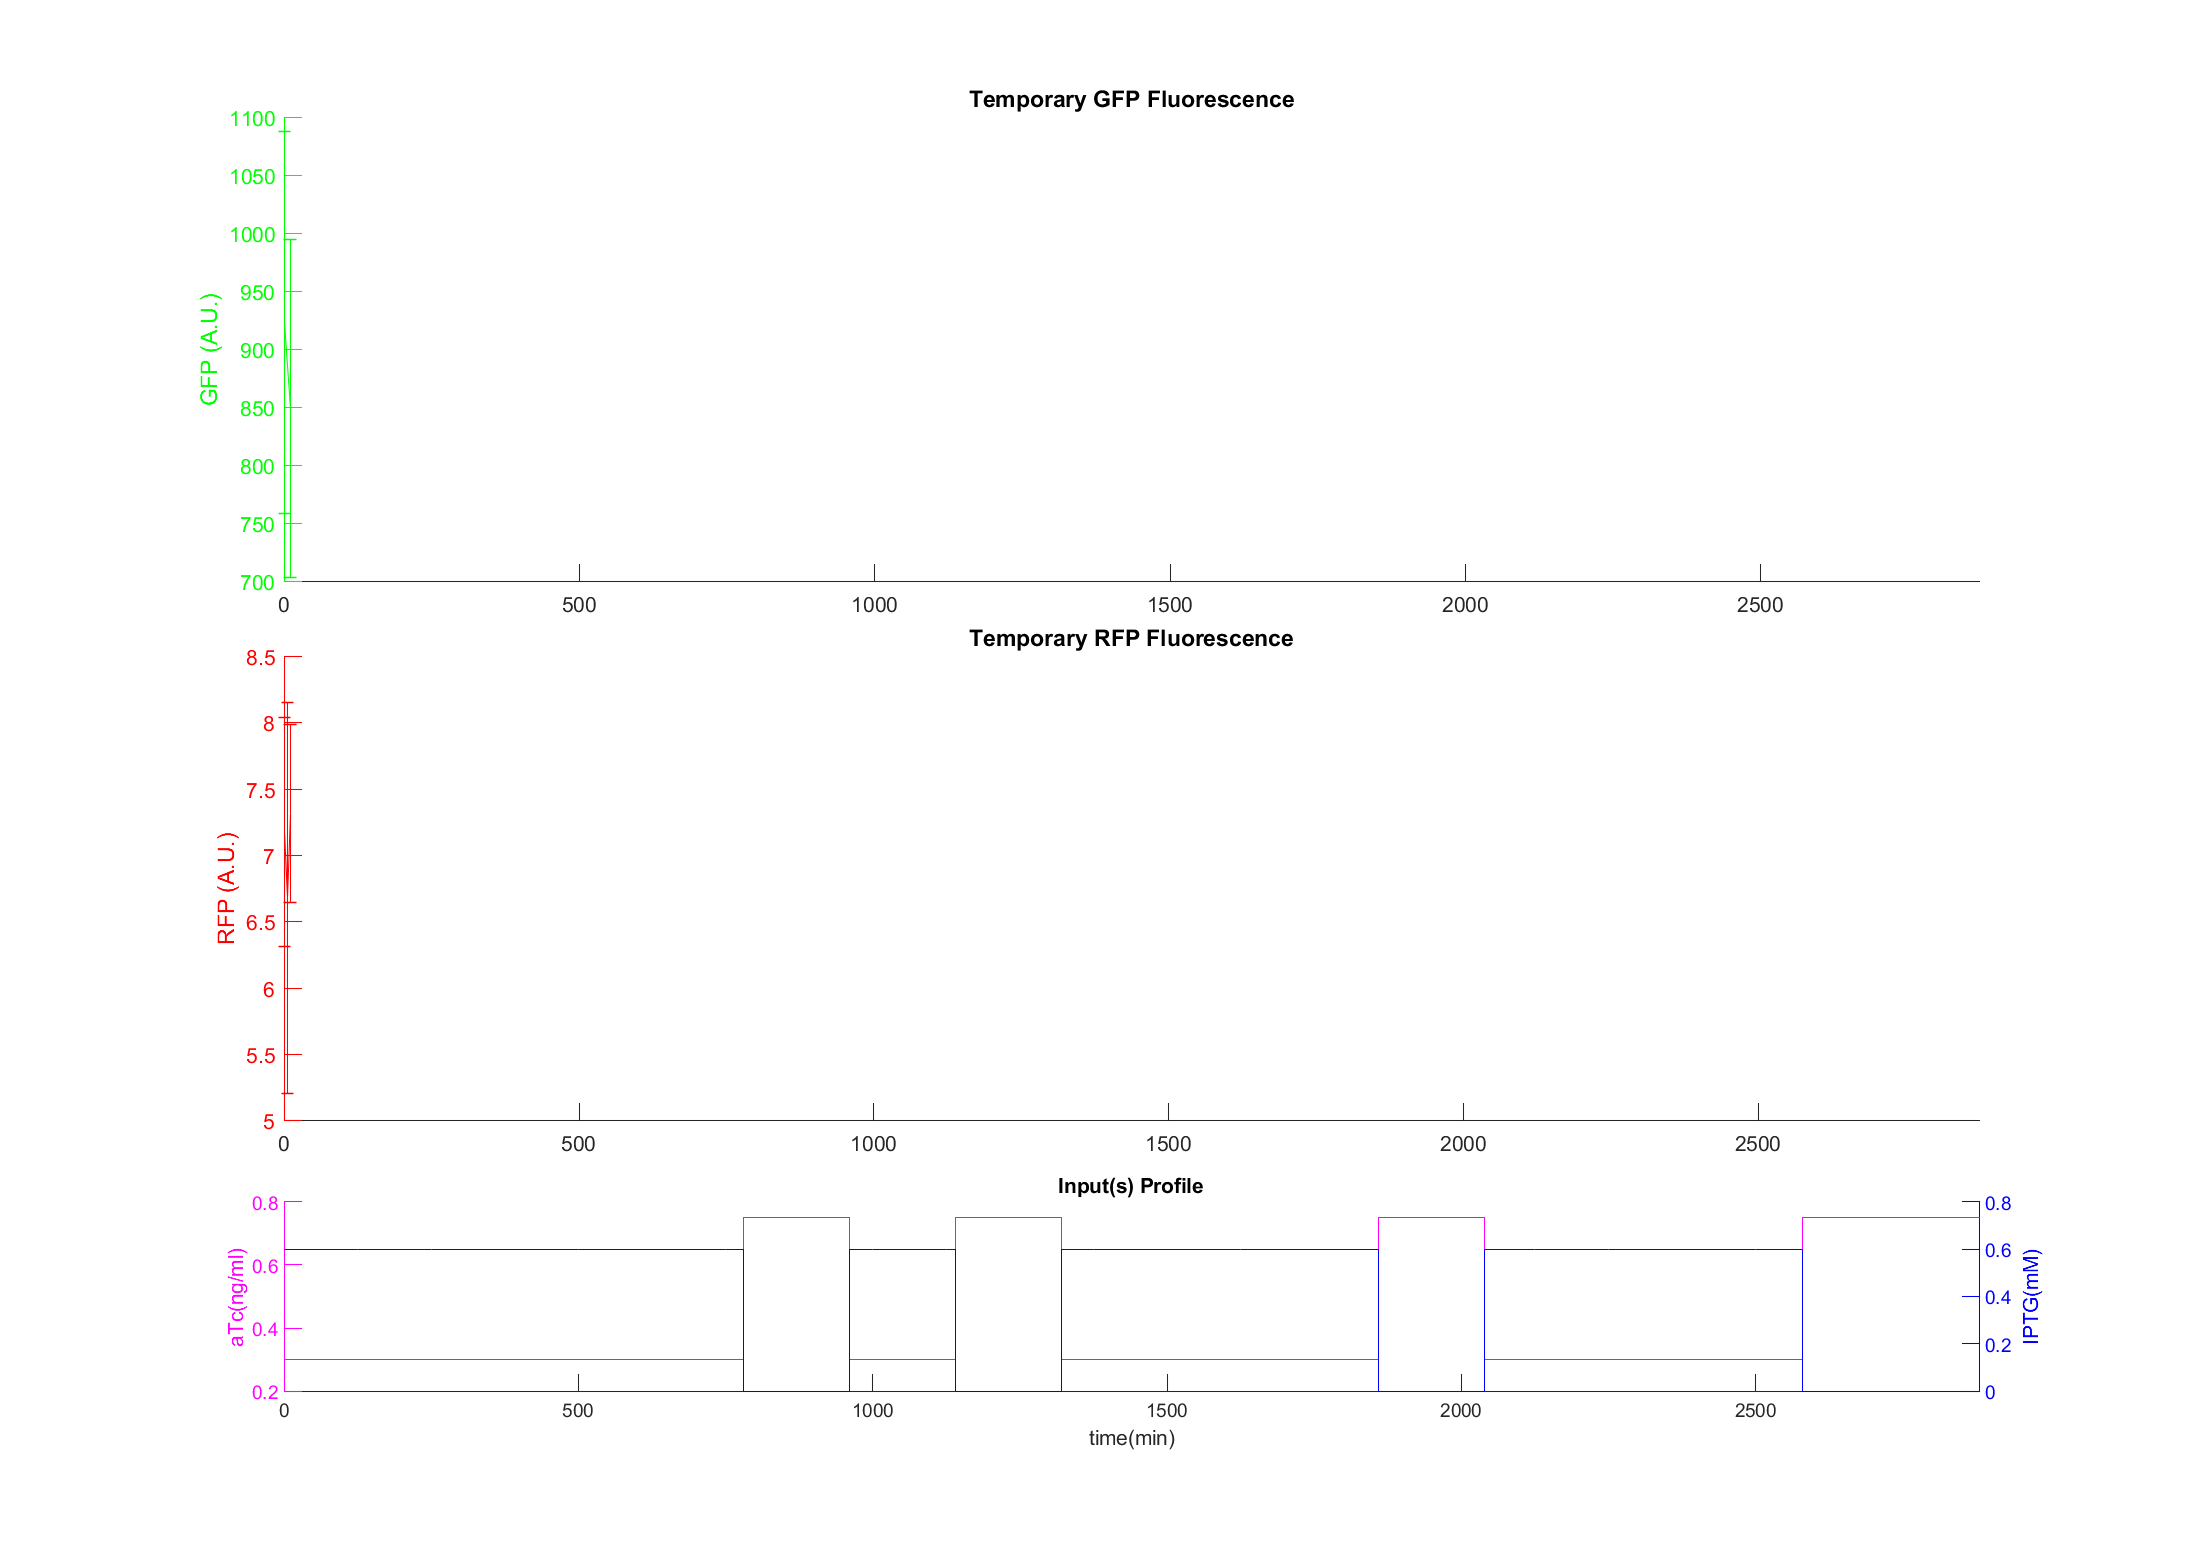 Temporary GFP Fluorescence
1100
1050
1000
950
900
850
800
750
700
GFP (A.U.)
0 500 1000 1500 2000 2500
Temporary RFP Fluorescence
8.5
8
7.5
7
6.5
6
5.5
5
RFP (A.U.)
0 500 1000 1500 2000 2500
Input(s) Profile
0.8
0.6
0.4
0.2
aTc(ng/ml)
0.8
0.6
0.4
0.2
0
IPTG(mM)
0 500 1000 1500 2000 2500
time(min)